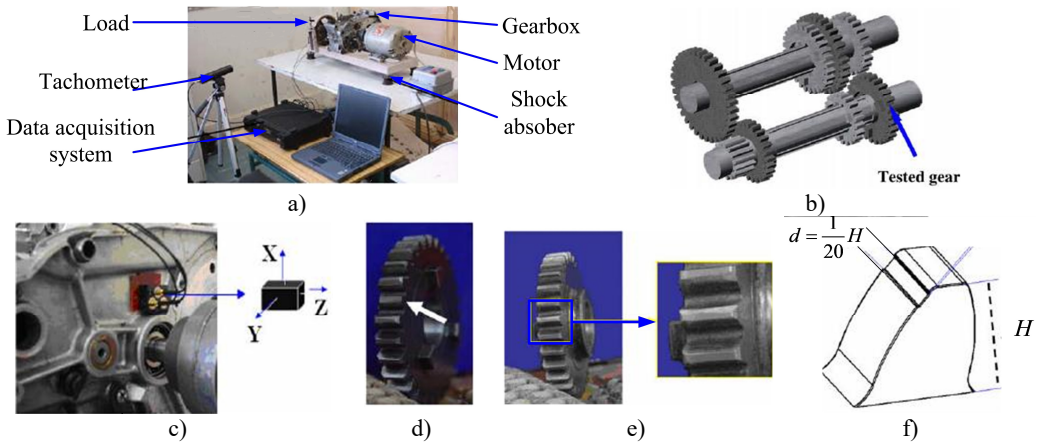 Load
Gearbox
Motor
Tachometer
Shock
absober
Data acquisition
system
Tested gear
a)
b)
d = 1/20 H
X
Y
Z
H
c)
d)
e)
f)